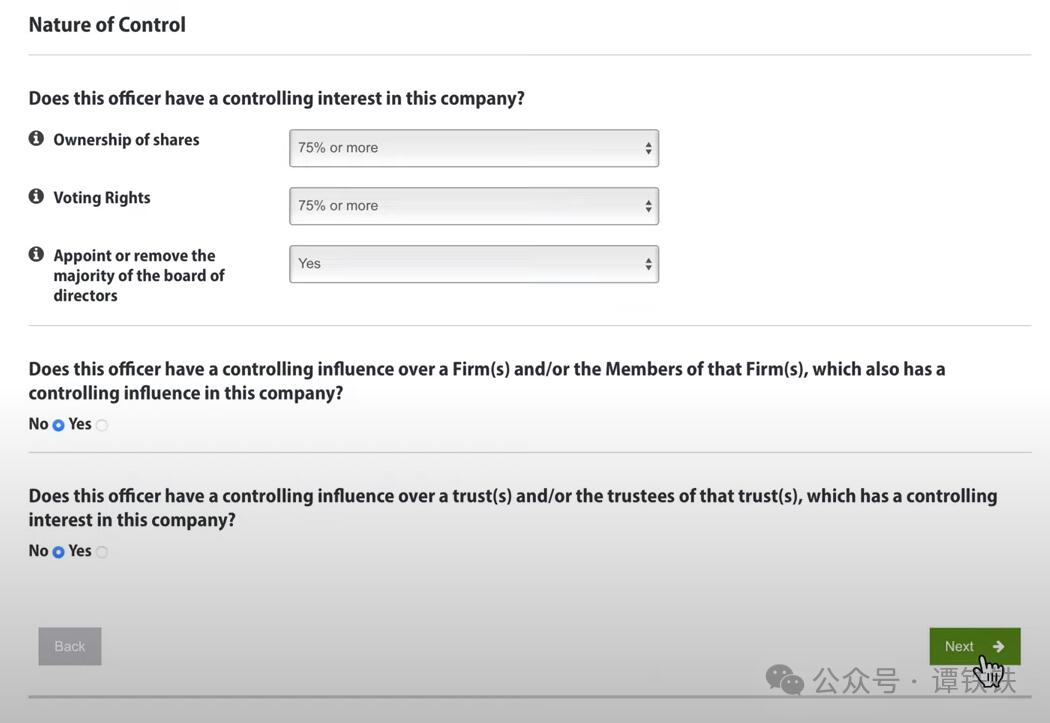 Nature of Control
Does this officer have a controlling interest in this company?
Ownership of shares
75% or more
Voting Rights
75% or more
Appoint or remove the
majority of the board of
directors
Yes
Does this officer have a controlling influence over a Firm(s) and/or the Members of that Firm(s), which also has a
controlling influence in this company?
No Yes
Does this officer have a controlling influence over a trust(s) and/or the trustees of that trust(s), which has a controlling
interest in this company?
No Yes
Back
Next
公众号 · 谭铁铁